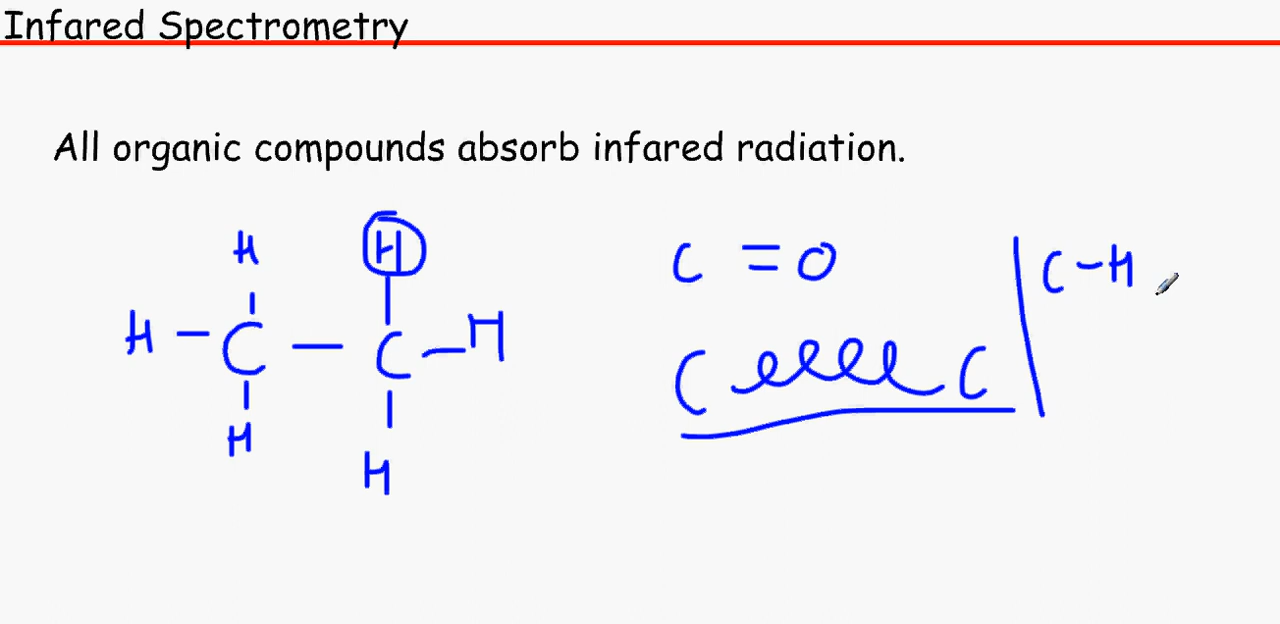 Infared Spectrometry
All organic compounds absorb infared radiation.
H H
H - C - C - H
H H
C = O
C C
C - H